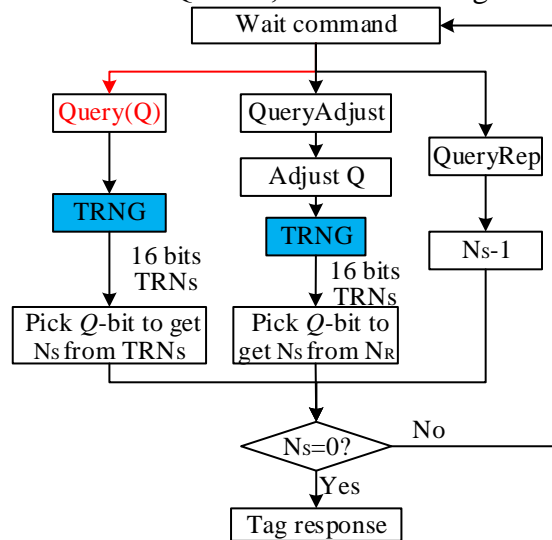 Wait command
Query(Q)
QueryAdjust
QueryRep
Adjust Q
TRNG
TRNG
Ns-1
16 bits
TRNs
16 bits
TRNs
Pick Q-bit to get
Ns from TRNs
Pick Q-bit to
get Ns from NR
Ns=0?
No
Yes
Tag response